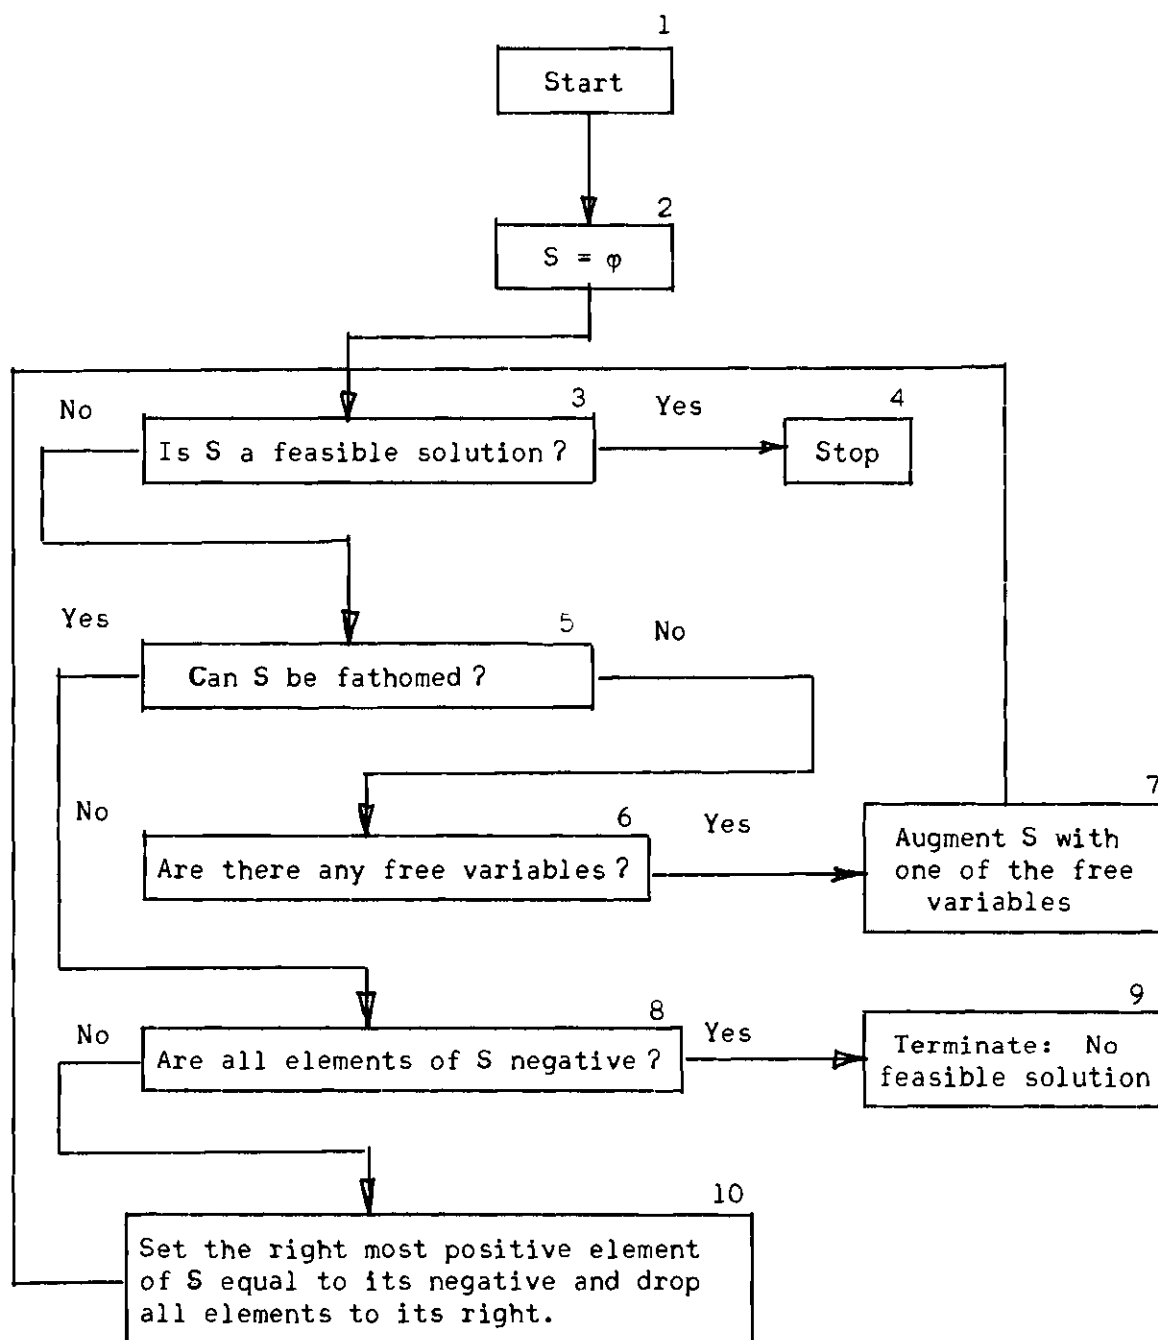 1
Start
2
S = φ
No
3
Yes
4
Is S a feasible solution ?
Stop
Yes
5
No
Can S be fathomed ?
No
6
Yes
7
Are there any free variables ?
Augment S with
one of the free
variables
No
8
Yes
9
Are all elements of S negative ?
Terminate: No
feasible solution
10
Set the right most positive element
of S equal to its negative and drop
all elements to its right.